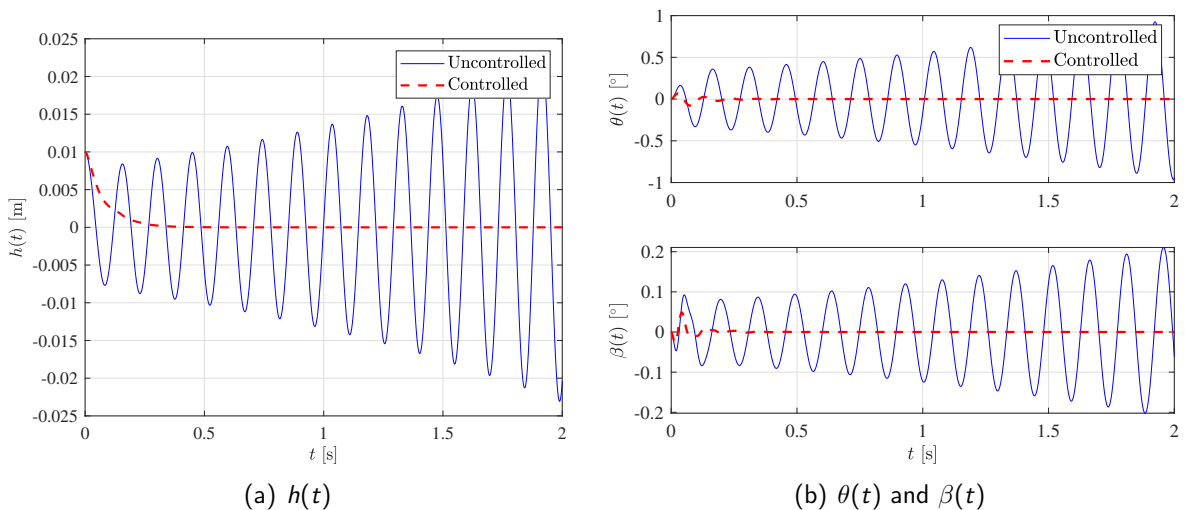 0.025
0.02
0.015
0.01
0.005
0
-0.005
-0.01
-0.015
-0.02
-0.025
h(t) [m]
Uncontrolled
Controlled
0 0.5 1 1.5 2
t [s]
(a) h(t)
1
0.5
0
-0.5
-1
θ(t) [°]
Uncontrolled
Controlled
0 0.5 1 1.5 2
0.2
0.1
0
-0.1
-0.2
β(t) [°]
0 0.5 1 1.5 2
t [s]
(b) θ(t) and β(t)